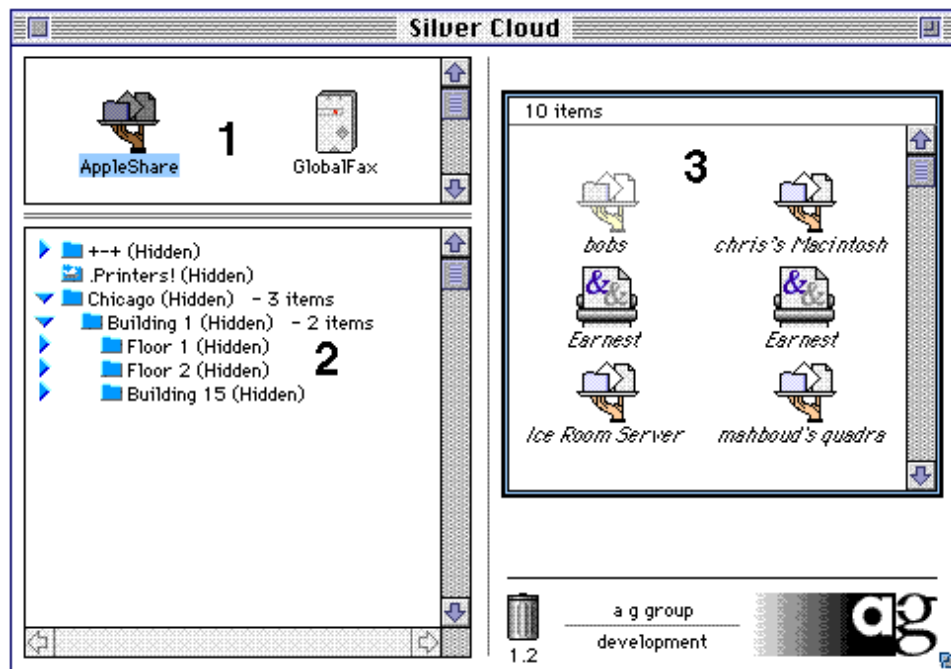 Silver Cloud
1
AppleShare
GlobalFax
+-+ (Hidden)
.Printers! (Hidden)
Chicago (Hidden) - 3 items
Building 1 (Hidden) - 2 items
Floor 1 (Hidden)
Floor 2 (Hidden)
Building 15 (Hidden)
2
10 items
3
bobs
chris's Macintosh
&&
&&
Earnest
Earnest
Ice Room Server
mahboud's quadra
1.2
a g group
development
ag